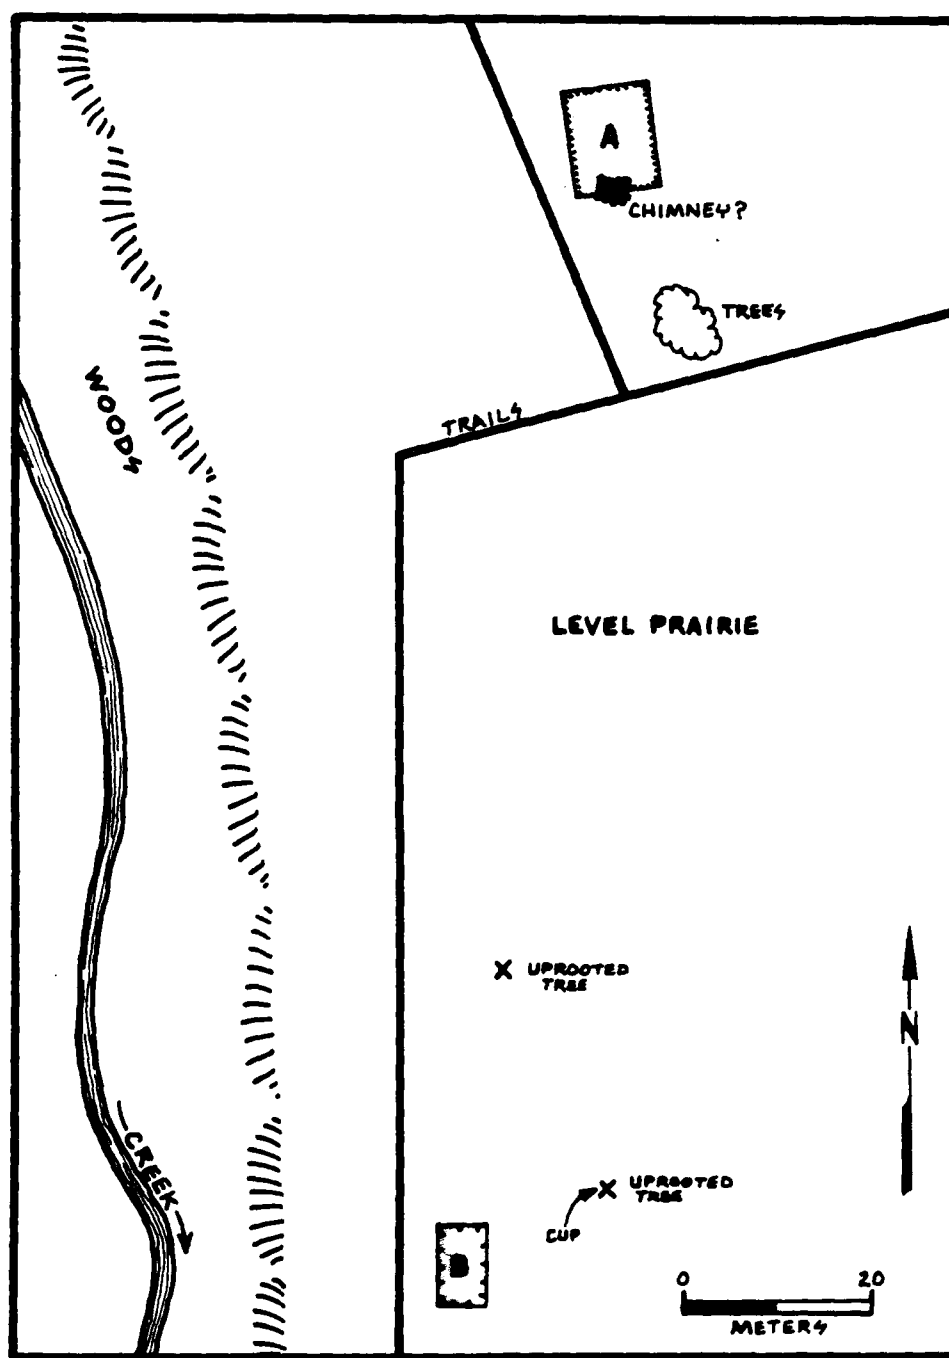 A
CHIMNEY?
TREES
TRAILS
WOODS
LEVEL PRAIRIE
UPROOTED
TREE
N
CREEK
UPROOTED
TREE
CUP
B
0 20
METERS